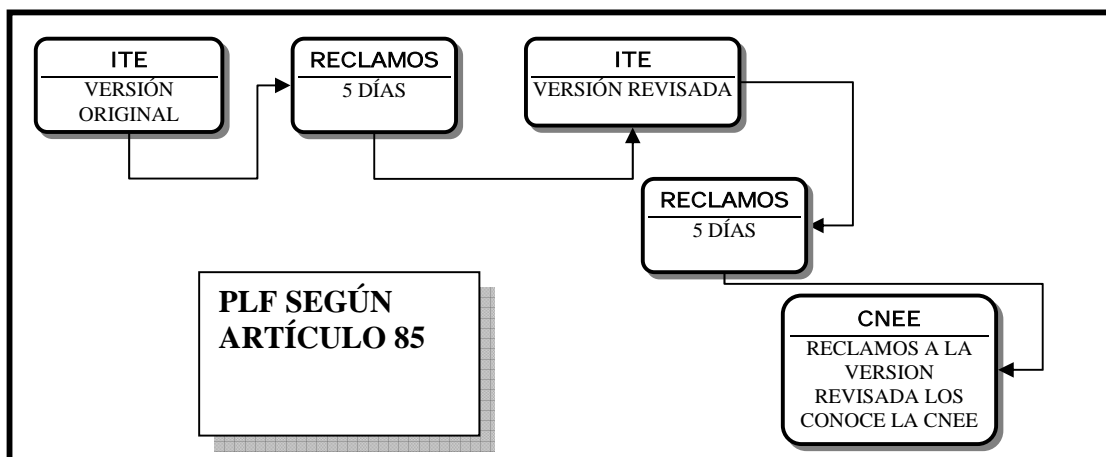 ITE
VERSIÓN
ORIGINAL
RECLAMOS
5 DÍAS
ITE
VERSIÓN REVISADA
RECLAMOS
5 DÍAS
PLF SEGÚN
ARTÍCULO 85
CNEE
RECLAMOS A LA
VERSION
REVISADA LOS
CONOCE LA CNEE